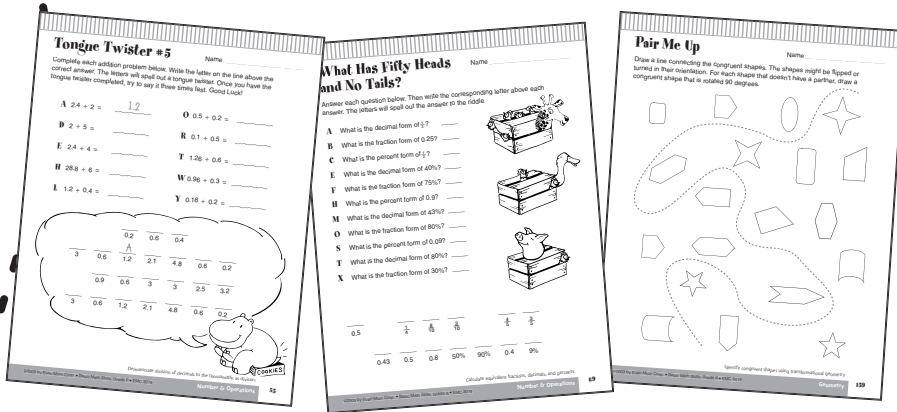 Tongue Twister #5
Name
Complete each addition problem below. Write the letter on the line above the
correct answer. The letters will spell out a tongue twister. Once you have the
tongue twister completed, try to say it three times fast. Good Luck!
A 2.4 ÷ 2 = 1.2
D 2 ÷ 5 =
E 2.4 ÷ 4 =
H 28.8 ÷ 6 =
L 1.2 ÷ 0.4 =
O 0.5 ÷ 0.2 =
R 0.1 ÷ 0.5 =
T 1.26 ÷ 0.6 =
W 0.96 ÷ 0.3 =
Y 0.18 ÷ 0.2 =
0.2 0.6 0.4
A
3 0.6 1.2 2.1 4.8 0.6 0.2
0.9 0.6 3 3 2.5 3.2
3 0.6 1.2 2.1 4.8 0.6 0.2
COOKIES
Number & Operations 55
What Has Fifty Heads
and No Tails?
Name
Answer each question below. Then write the corresponding letter above each
answer. The letters will spell out the answer to the riddle.
A What is the decimal form of ?
B What is the fraction of 0.25?
C What is the percent form of ?
E What is the decimal form of 40%?
F What is the fraction form of 75%?
H What is the percent form of 0.9?
M What is the decimal form of 43%?
O What is the fraction form of 80%?
S What is the percent form of 0.09?
T What is the decimal form of 80%?
X What is the fraction form of 30%?
0.5
0.43 0.5 0.8 50% 90% 0.4 9%
Calculate equivalent fractions, decimals, and percents
Number & Operations 69
Pair Me Up
Name
Draw a line connecting the congruent shapes. The shapes might be flipped or
turned in their orientation. For each shape that doesn't have a partner, draw a
congruent shape that is rotated 90 degrees.
Specify congruent shapes using transformational geometry
Geometry 159